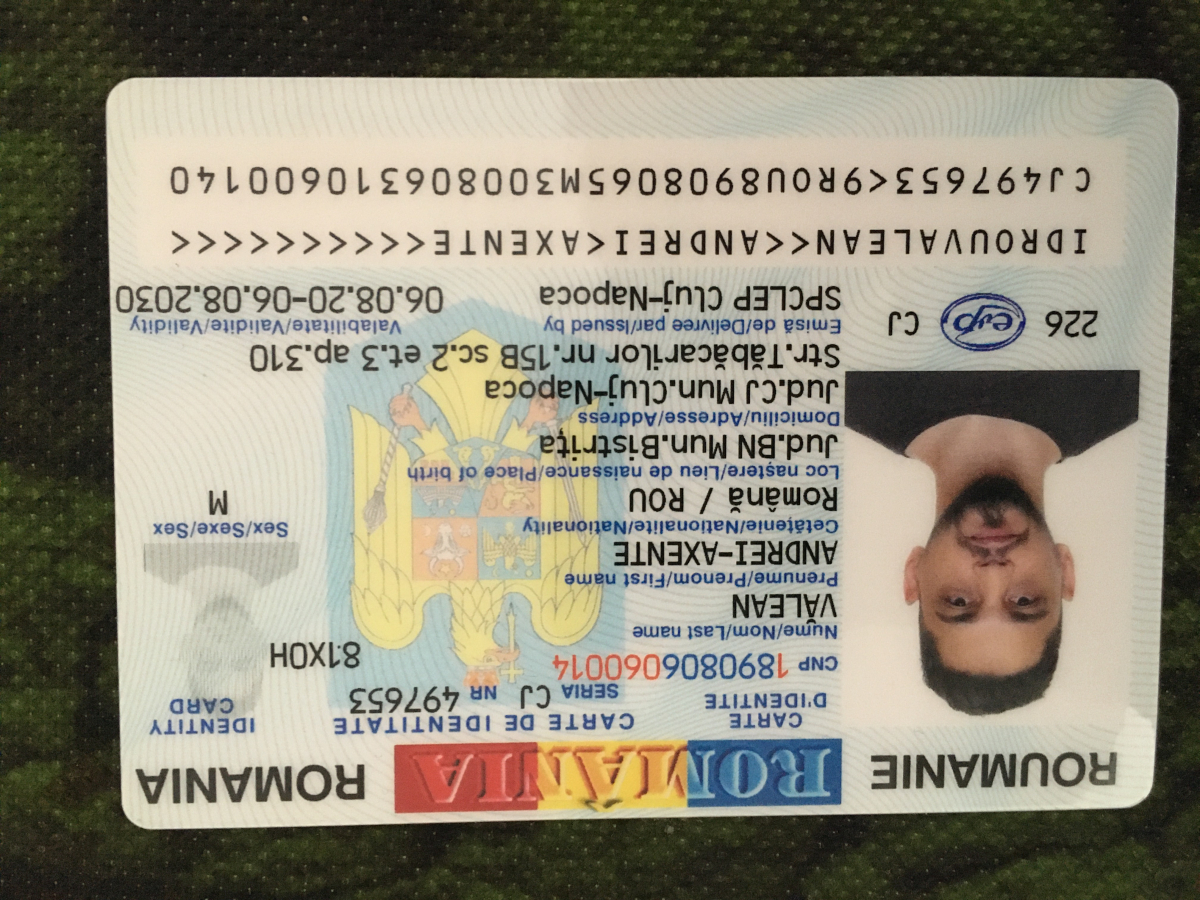 ROUMANIE ROMÂNIA ROMANIA
CARTE D'IDENTITE
CARTE DE IDENTITATE
IDENTITY CARD
SERIA CJ NR 497653
CNP 1890806060014
81XOH
Nume/Nom/Last name
VĂLEAN
Prenume/Prenom/First name
ANDREI-AXENTE
Cetăţenie/Nationalite/Nationality
Română / ROU
Sex/Sexe/Sex
M
Loc naştere/Lieu de naissance/Place of birth
Jud.BN Mun.Bistriţa
Domiciliu/Adresse/Address
Jud.CJ Mun.Cluj-Napoca
Str.Tăbăcarilor nr.15B sc.2 et.3 ap.310
Emisă de/Delivree par/Issued by
SPCLEP Cluj-Napoca
Valabilitate/Validite/Validity
06.08.20-06.08.2030
226 evp CJ
IDROUVALEAN<<ANDREI<AXENTE<<<<<<<<<<
CJ497653<9ROU8908065M300806310600140